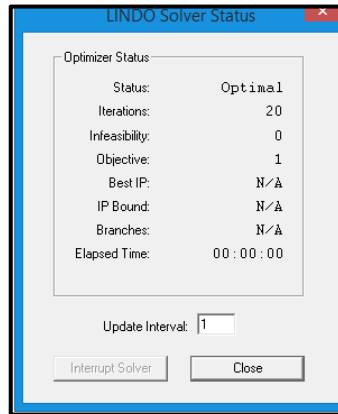 LINDO Solver Status
Optimizer Status
Status: Optimal
Iterations: 20
Infeasibility: 0
Objective: 1
Best IP: N/A
IP Bound: N/A
Branches: N/A
Elapsed Time: 00:00:00
Update Interval: 1
Interrupt Solver Close